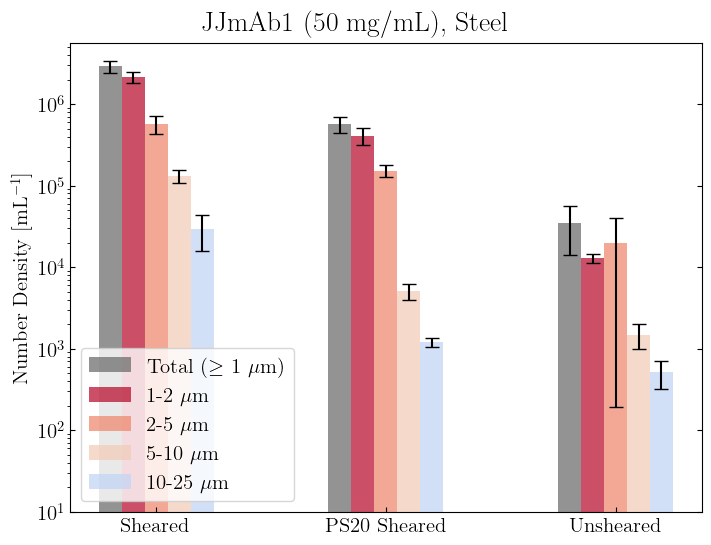 JJmAb1 (50 mg/mL), Steel
Number Density [mL⁻¹]
10⁶
10⁵
10⁴
10³
10²
10¹
Total (≥ 1 μm)
1-2 μm
2-5 μm
5-10 μm
10-25 μm
Sheared
PS20 Sheared
Unsheared